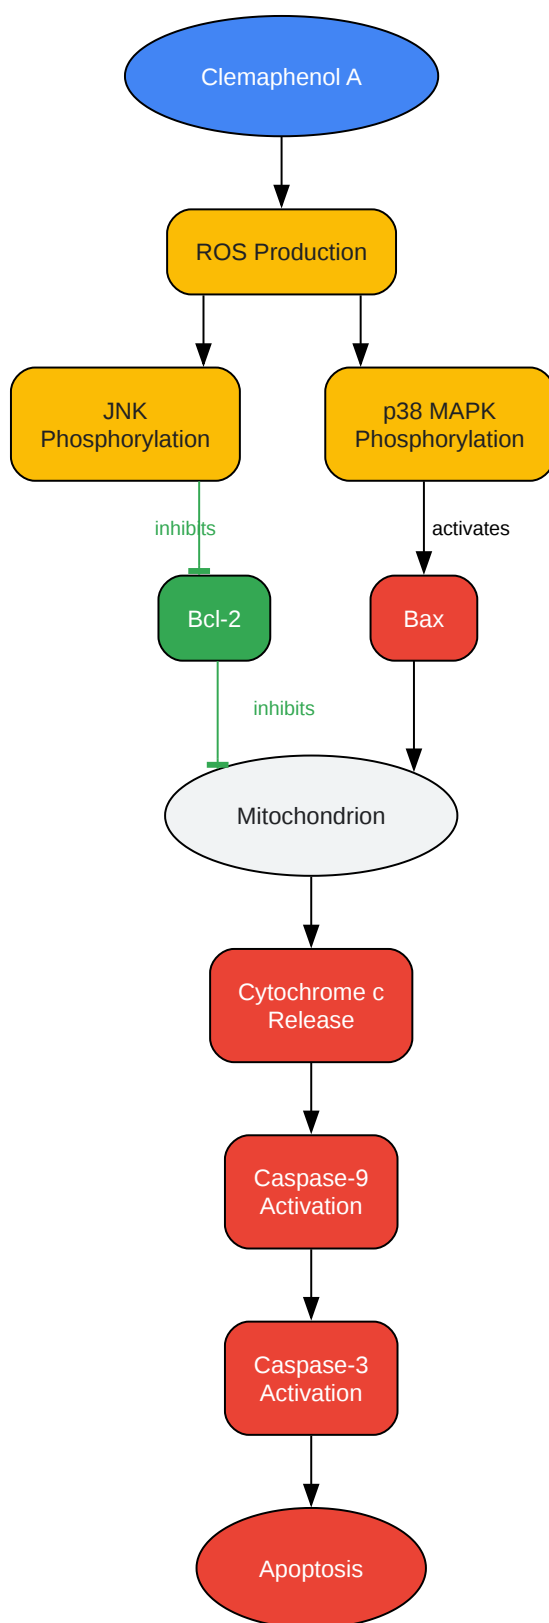 Clemaphenol A
ROS Production
JNK
Phosphorylation
p38 MAPK
Phosphorylation
inhibits
activates
Bcl-2
Bax
inhibits
Mitochondrion
Cytochrome c
Release
Caspase-9
Activation
Caspase-3
Activation
Apoptosis